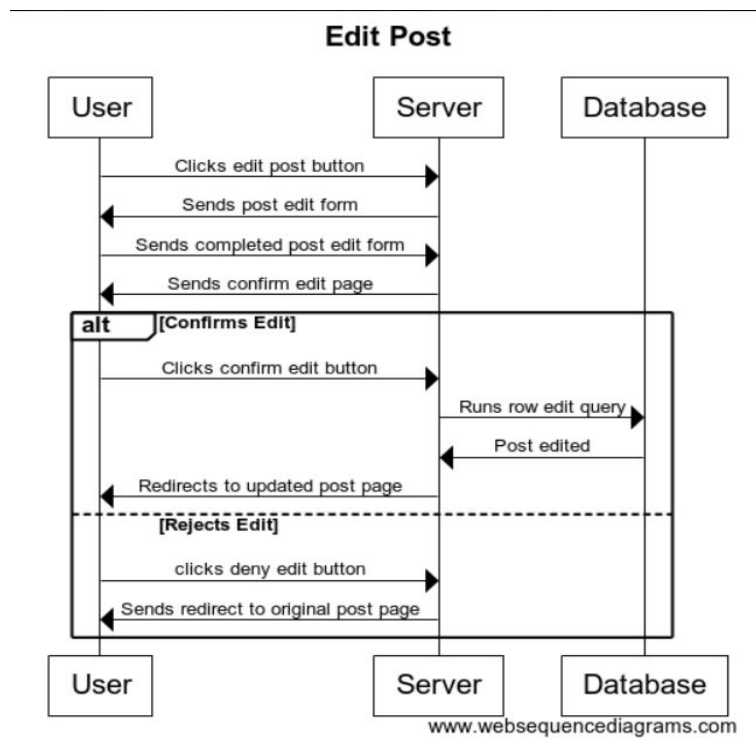 Edit Post
User
Server
Database
Clicks edit post button
Sends post edit form
Sends completed post edit form
Sends confirm edit page
alt
[Confirms Edit]
Clicks confirm edit button
Runs row edit query
Post edited
Redirects to updated post page
[Rejects Edit]
clicks deny edit button
Sends redirect to original post page
User
Server
Database
www.websequencediagrams.com